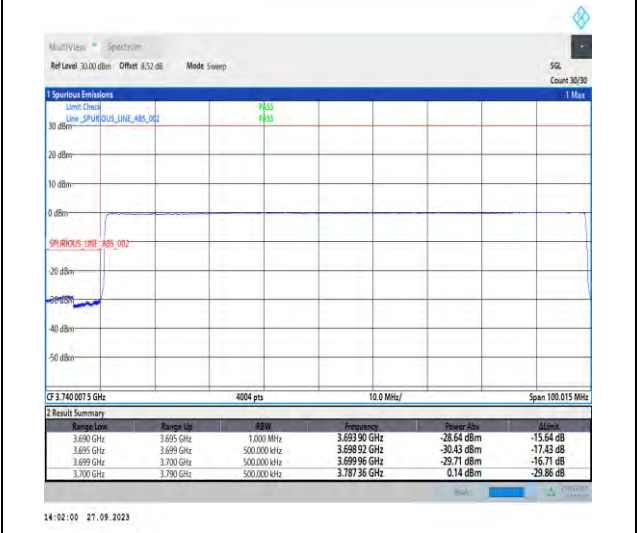 MultiView Spectrum
Ref Level 30.00 dBm Offset 8.52 dB Mode Sweep SGL
Count 30/30
1 Spurious Emissions 1 Max
Limit Check PASS
Line _SPURIOUS_LINE_ABS_002 PASS
30 dBm
20 dBm
10 dBm
0 dBm
SPURIOUS_LINE_ABS_002
-20 dBm
-30 dBm
-40 dBm
-50 dBm
CF 3.740 007 5 GHz 4004 pts 10.0 MHz/ Span 100.015 MHz
2 Result Summary
Range Low Range Up RBW Frequency Power Abs ΔLimit
3.690 GHz 3.695 GHz 1.000 MHz 3.693 90 GHz -28.64 dBm -15.64 dB
3.695 GHz 3.699 GHz 500.000 kHz 3.698 92 GHz -30.43 dBm -17.43 dB
3.699 GHz 3.700 GHz 500.000 kHz 3.699 96 GHz -29.71 dBm -16.71 dB
3.700 GHz 3.790 GHz 500.000 kHz 3.787 36 GHz 0.14 dBm -29.86 dB
14:02:00 27.09.2023